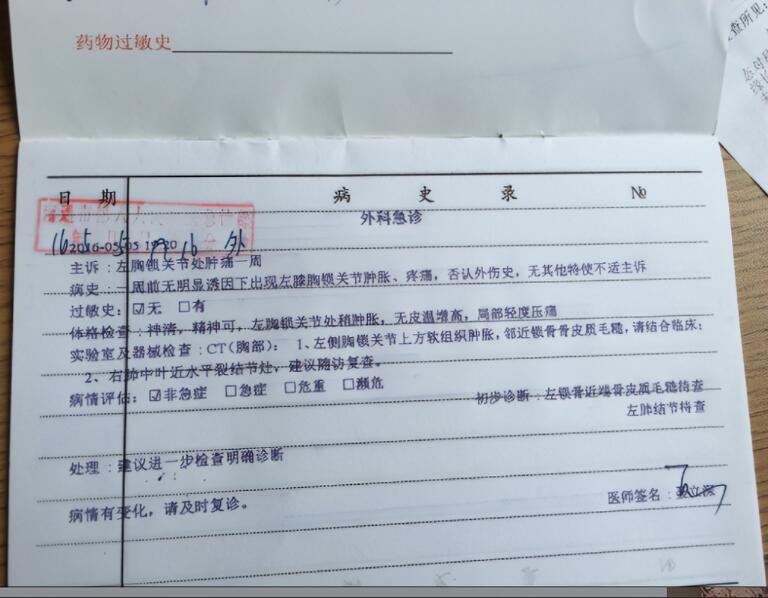 药物过敏史
查所见:
日 期 病 史 录 №
外科急诊
2016-05-05 19:20
主诉：左胸锁关节处肿痛一周
病史：一周前无明显诱因下出现左膝胸锁关节肿胀、疼痛，否认外伤史，无其他特使不适主诉
过敏史：☑无 □有
体格检查：神清，精神可，左胸锁关节处稍肿胀，无皮温增高，局部轻度压痛
实验室及器械检查：CT(胸部)： 1、左侧胸锁关节上方软组织肿胀，邻近锁骨骨皮质毛糙，请结合临床；
2、右肺中叶近水平裂结节灶，建议随访复查。
病情评估：☑非急症 □急症 □危重 □濒危
初步诊断：左锁骨近端骨皮质毛糙待查
左肺结节待查
处理：建议进一步检查明确诊断
病情有变化，请及时复诊。
医师签名：